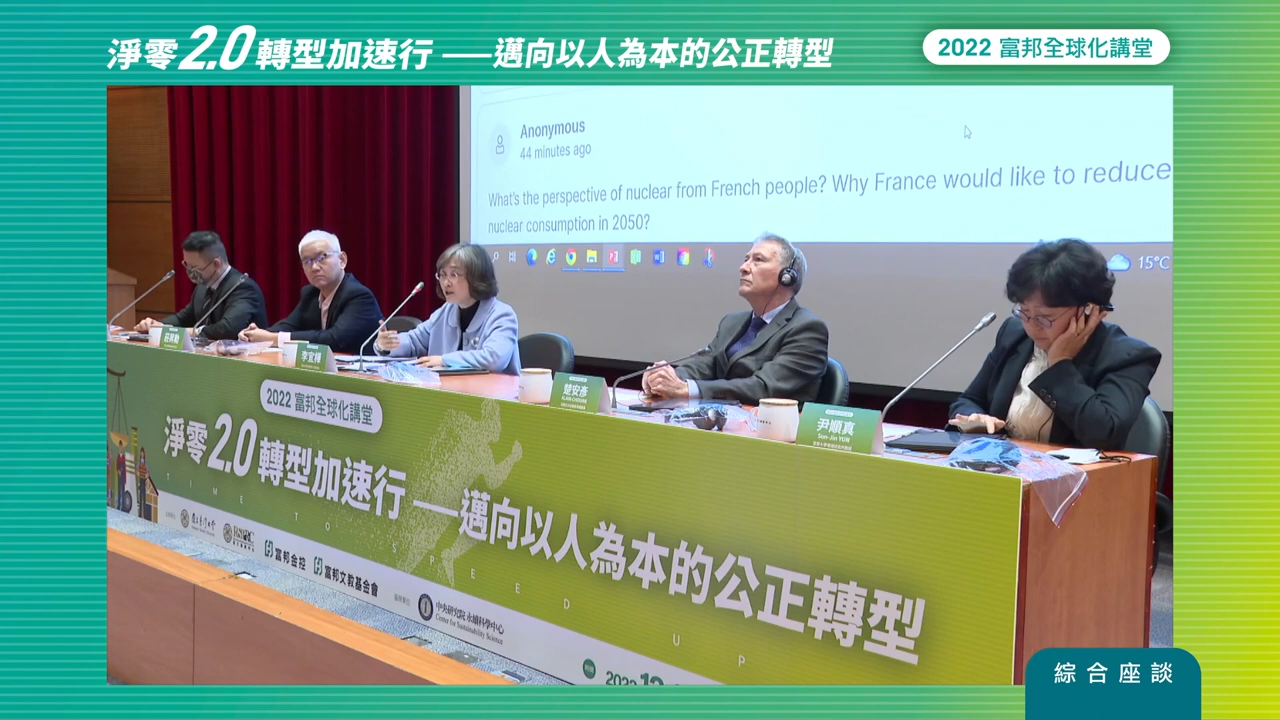 淨零2.0轉型加速行 ── 邁向以人為本的公正轉型
2022 富邦全球化講堂
Anonymous
44 minutes ago
What's the perspective of nuclear from French people? Why France would like to reduce
nuclear consumption in 2050?
15°C
李宜樺
楚安彥
尹順真
Sun-Jin YUN
2022 富邦全球化講堂
淨零2.0轉型加速行 ── 邁向以人為本的公正轉型
TIME TO SPEED UP
富邦金控
富邦文教基金會
中央研究院 永續科學中心
Center for Sustainability Science
綜合座談